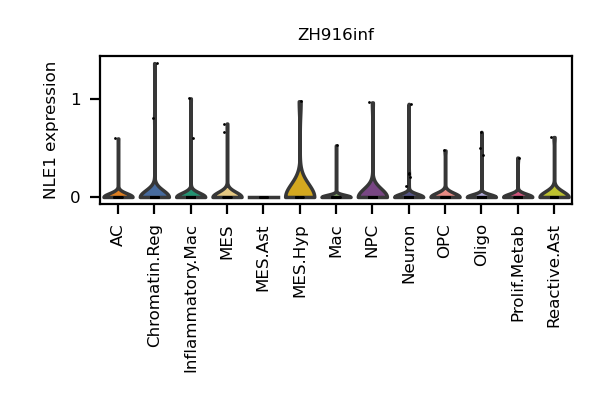 ZH916inf
NLE1 expression
1
0
AC
Chromatin.Reg
Inflammatory.Mac
MES
MES.Ast
MES.Hyp
Mac
NPC
Neuron
OPC
Oligo
Prolif.Metab
Reactive.Ast